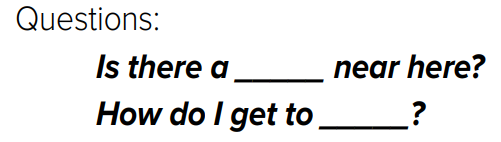 Questions:
Is there a ______ near here?
How do I get to ______?